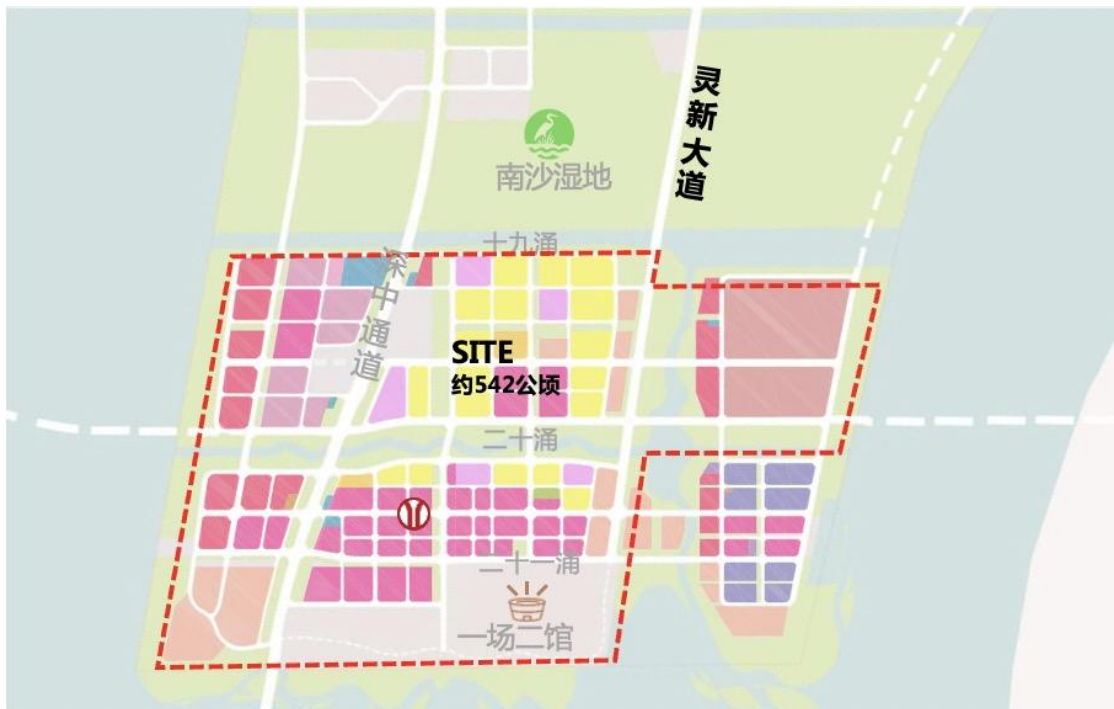 灵新大道
南沙湿地
十九涌
深中通道
SITE
约542公顷
二十涌
二十一涌
一场二馆